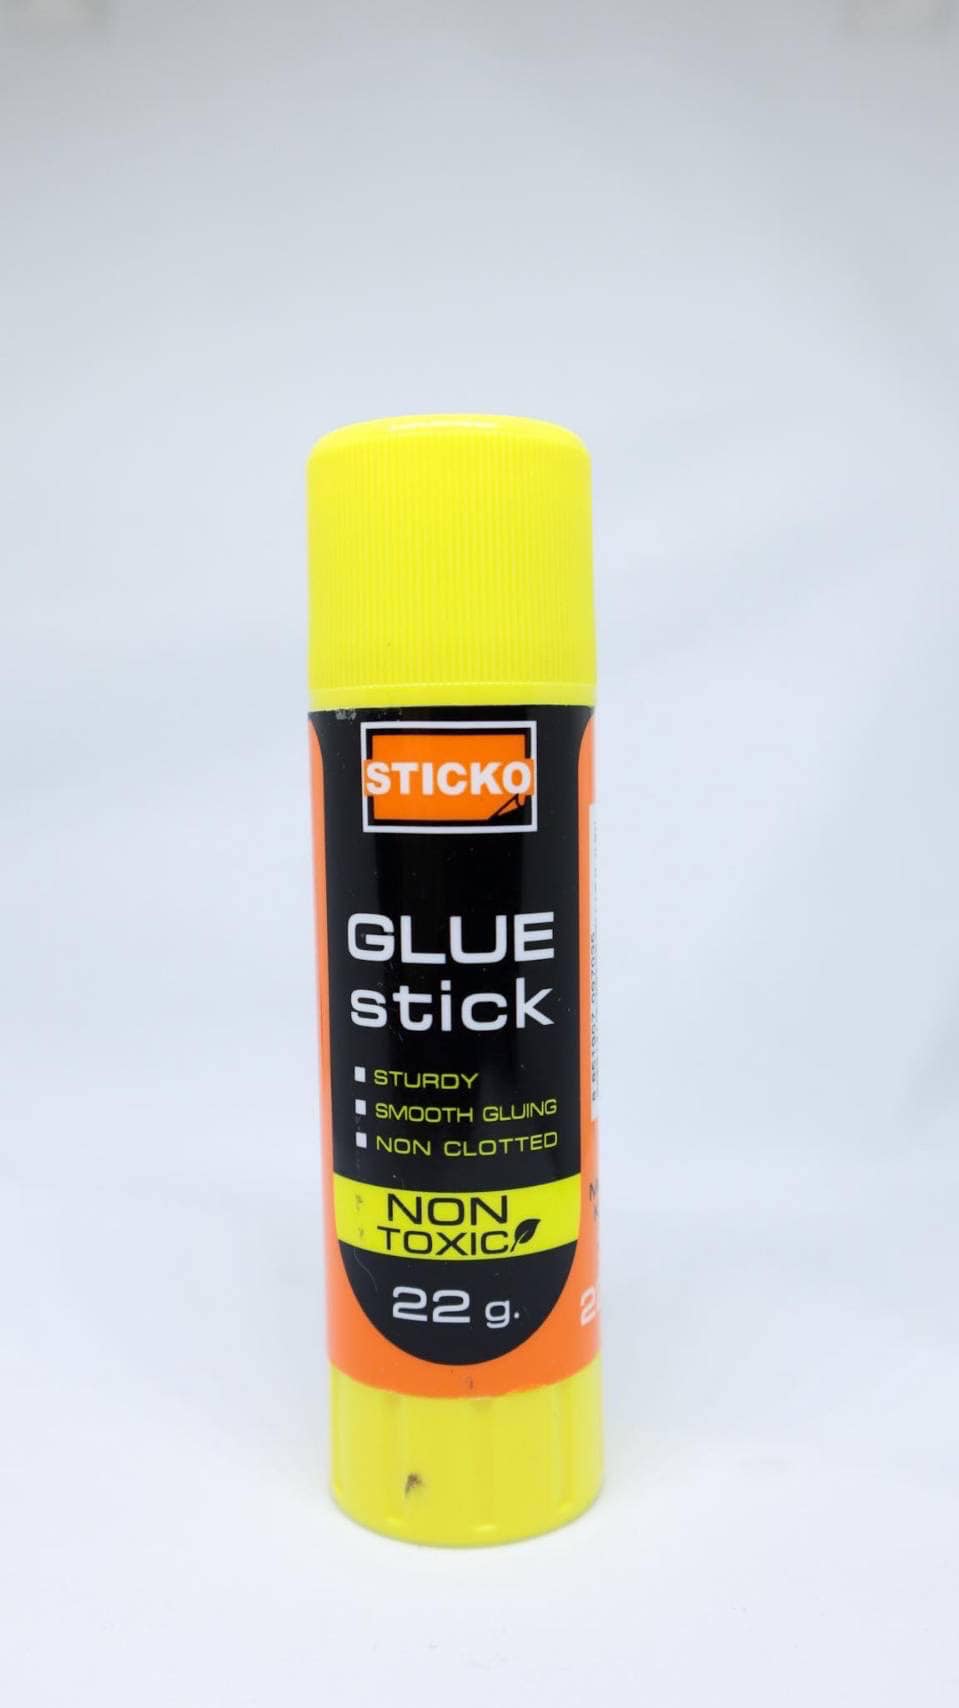 STICKO
GLUE
stick
STURDY
SMOOTH GLUING
NON CLOTTED
NON
TOXIC
22 g.